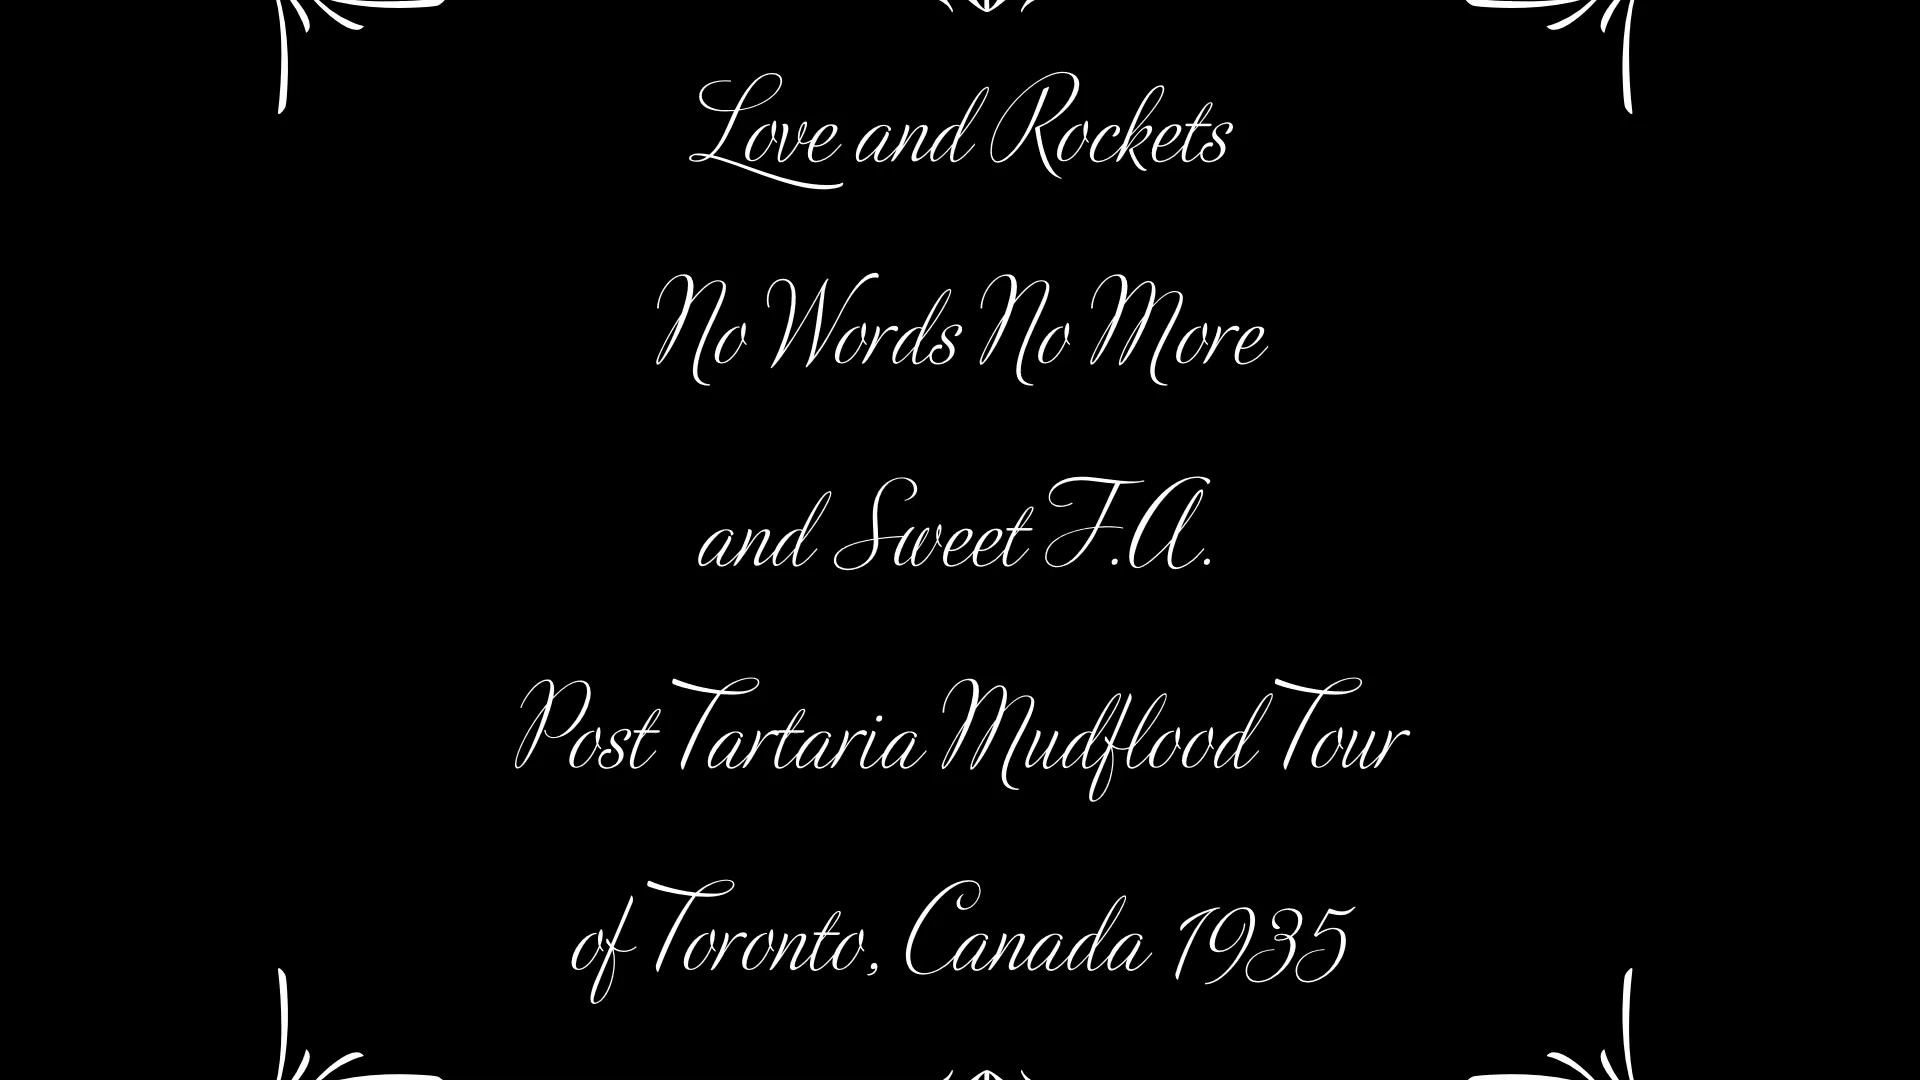 Love and Rockets
No Words No More
and Sweet F.A.
Post Tartaria Mudflood Tour
of Toronto, Canada 1935